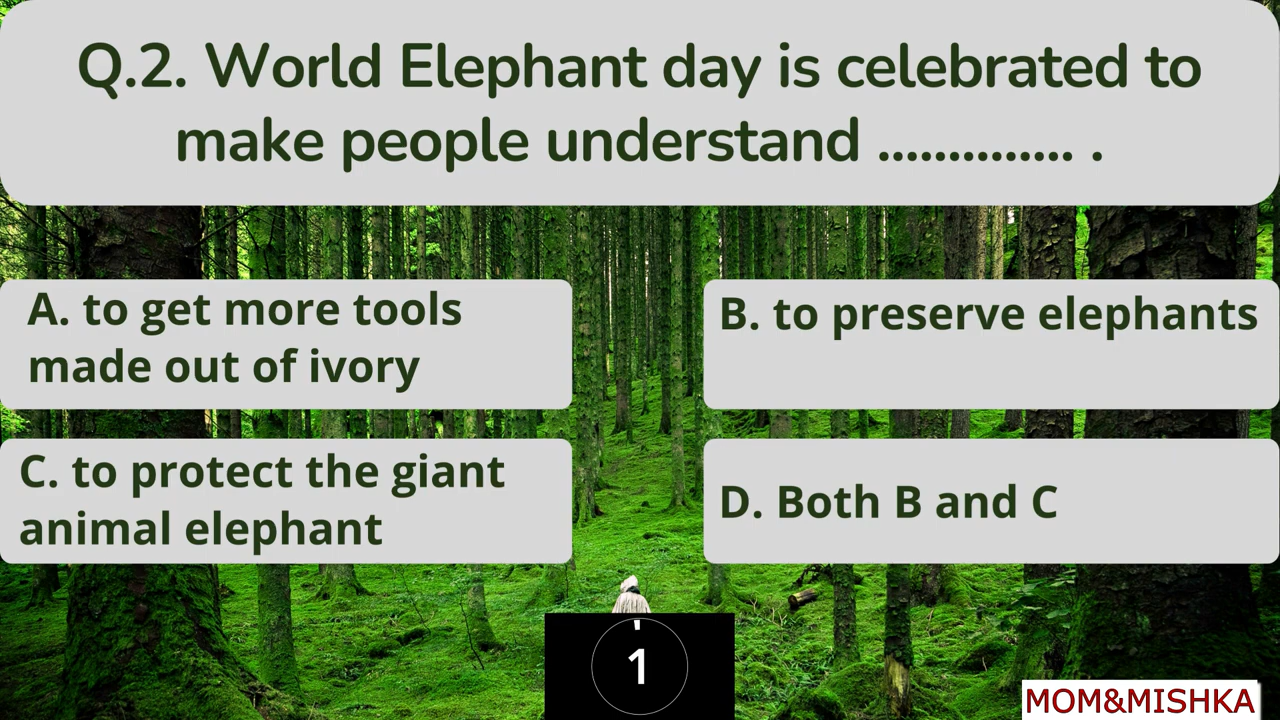 Q.2. World Elephant day is celebrated to
make people understand .............. .
A. to get more tools
made out of ivory
B. to preserve elephants
C. to protect the giant
animal elephant
D. Both B and C
1
MOM&MISHKA